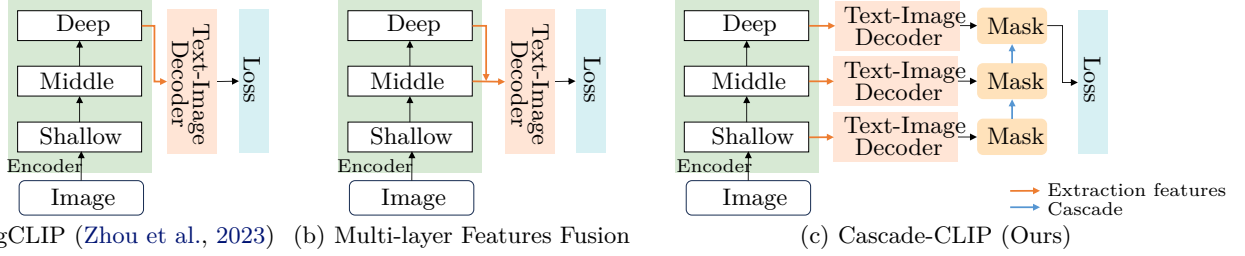 Deep
Middle
Shallow
Encoder
Image
Text-Image
Decoder
Loss
gCLIP (Zhou et al., 2023)
Deep
Middle
Shallow
Encoder
Image
Text-Image
Decoder
Loss
(b) Multi-layer Features Fusion
Deep
Middle
Shallow
Encoder
Image
Text-Image
Decoder
Text-Image
Decoder
Text-Image
Decoder
Mask
Mask
Mask
Loss
Extraction features
Cascade
(c) Cascade-CLIP (Ours)